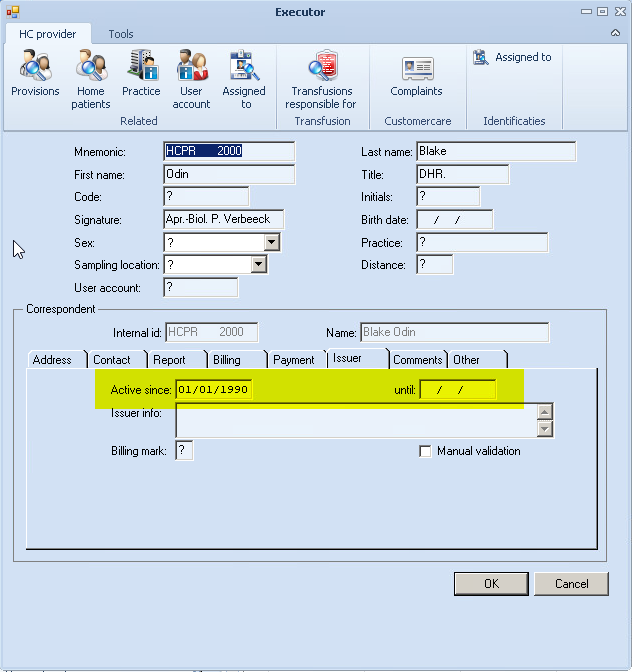 Executor
HC provider Tools
Provisions Home patients Practice User account Assigned to Transfusions responsible for Complaints Assigned to
Related Transfusion Customercare Identificaties
Mnemonic: HCPR 2000 Last name: Blake
First name: Odin Title: DHR.
Code: ? Initials: ?
Signature: Apr.-Biol. P. Verbeeck Birth date: / /
Sex: ? Practice: ?
Sampling location: ? Distance: ?
User account: ?
Correspondent
Internal id: HCPR 2000 Name: Blake Odin
Address Contact Report Billing Payment Issuer Comments Other
Active since: 01/01/1990 until: / /
Issuer info:
Billing mark: ? Manual validation
OK Cancel